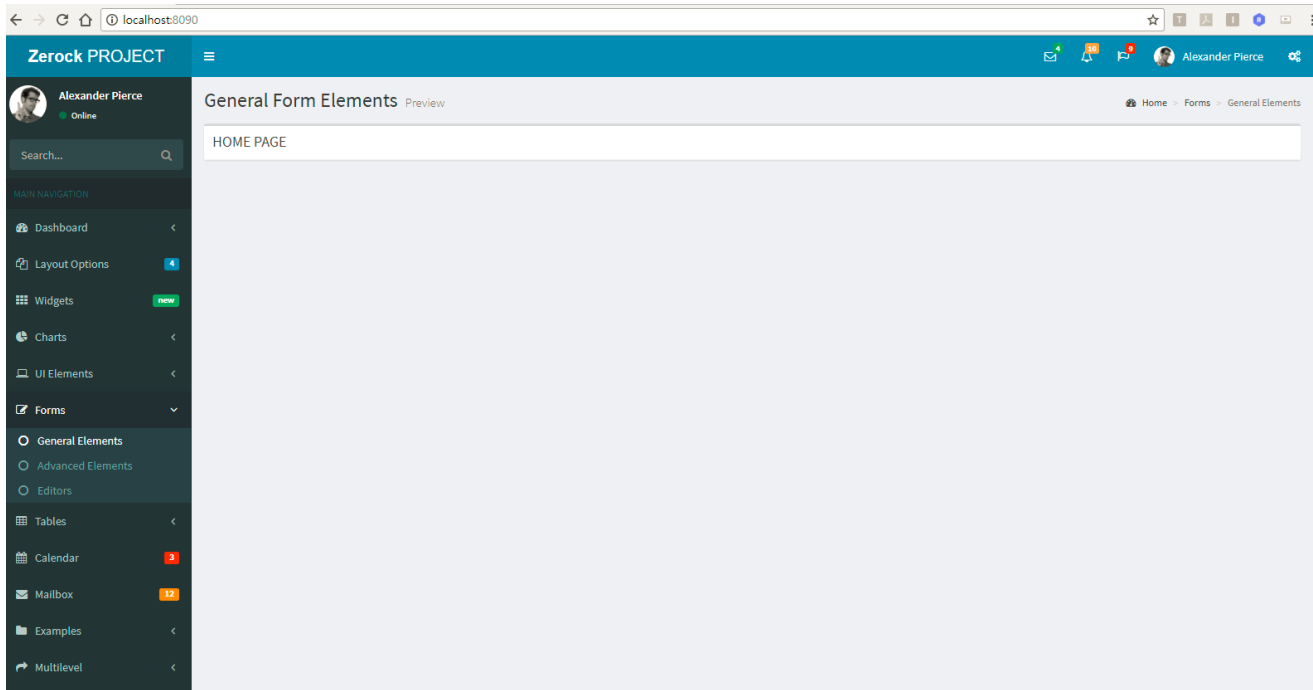 localhost:8090
Zerock PROJECT
4
10
9
Alexander Pierce
Alexander Pierce
Online
General Form Elements Preview
Home > Forms > General Elements
Search...
HOME PAGE
MAIN NAVIGATION
Dashboard
Layout Options 4
Widgets new
Charts
UI Elements
Forms
General Elements
Advanced Elements
Editors
Tables
Calendar 3
Mailbox 12
Examples
Multilevel